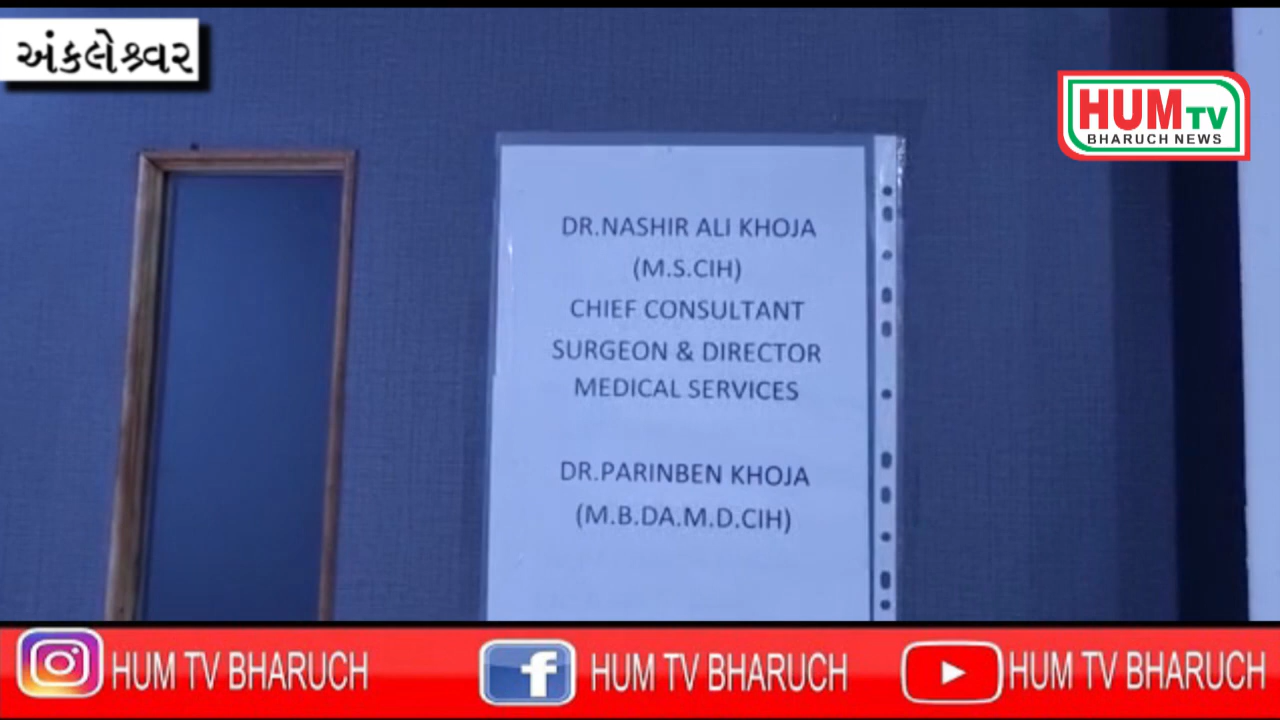 અંકલેશ્વર
HUM TV
BHARUCH NEWS
DR.NASHIR ALI KHOJA
(M.S.CIH)
CHIEF CONSULTANT
SURGEON & DIRECTOR
MEDICAL SERVICES
DR.PARINBEN KHOJA
(M.B.DA.M.D.CIH)
HUM TV BHARUCH
HUM TV BHARUCH
HUM TV BHARUCH